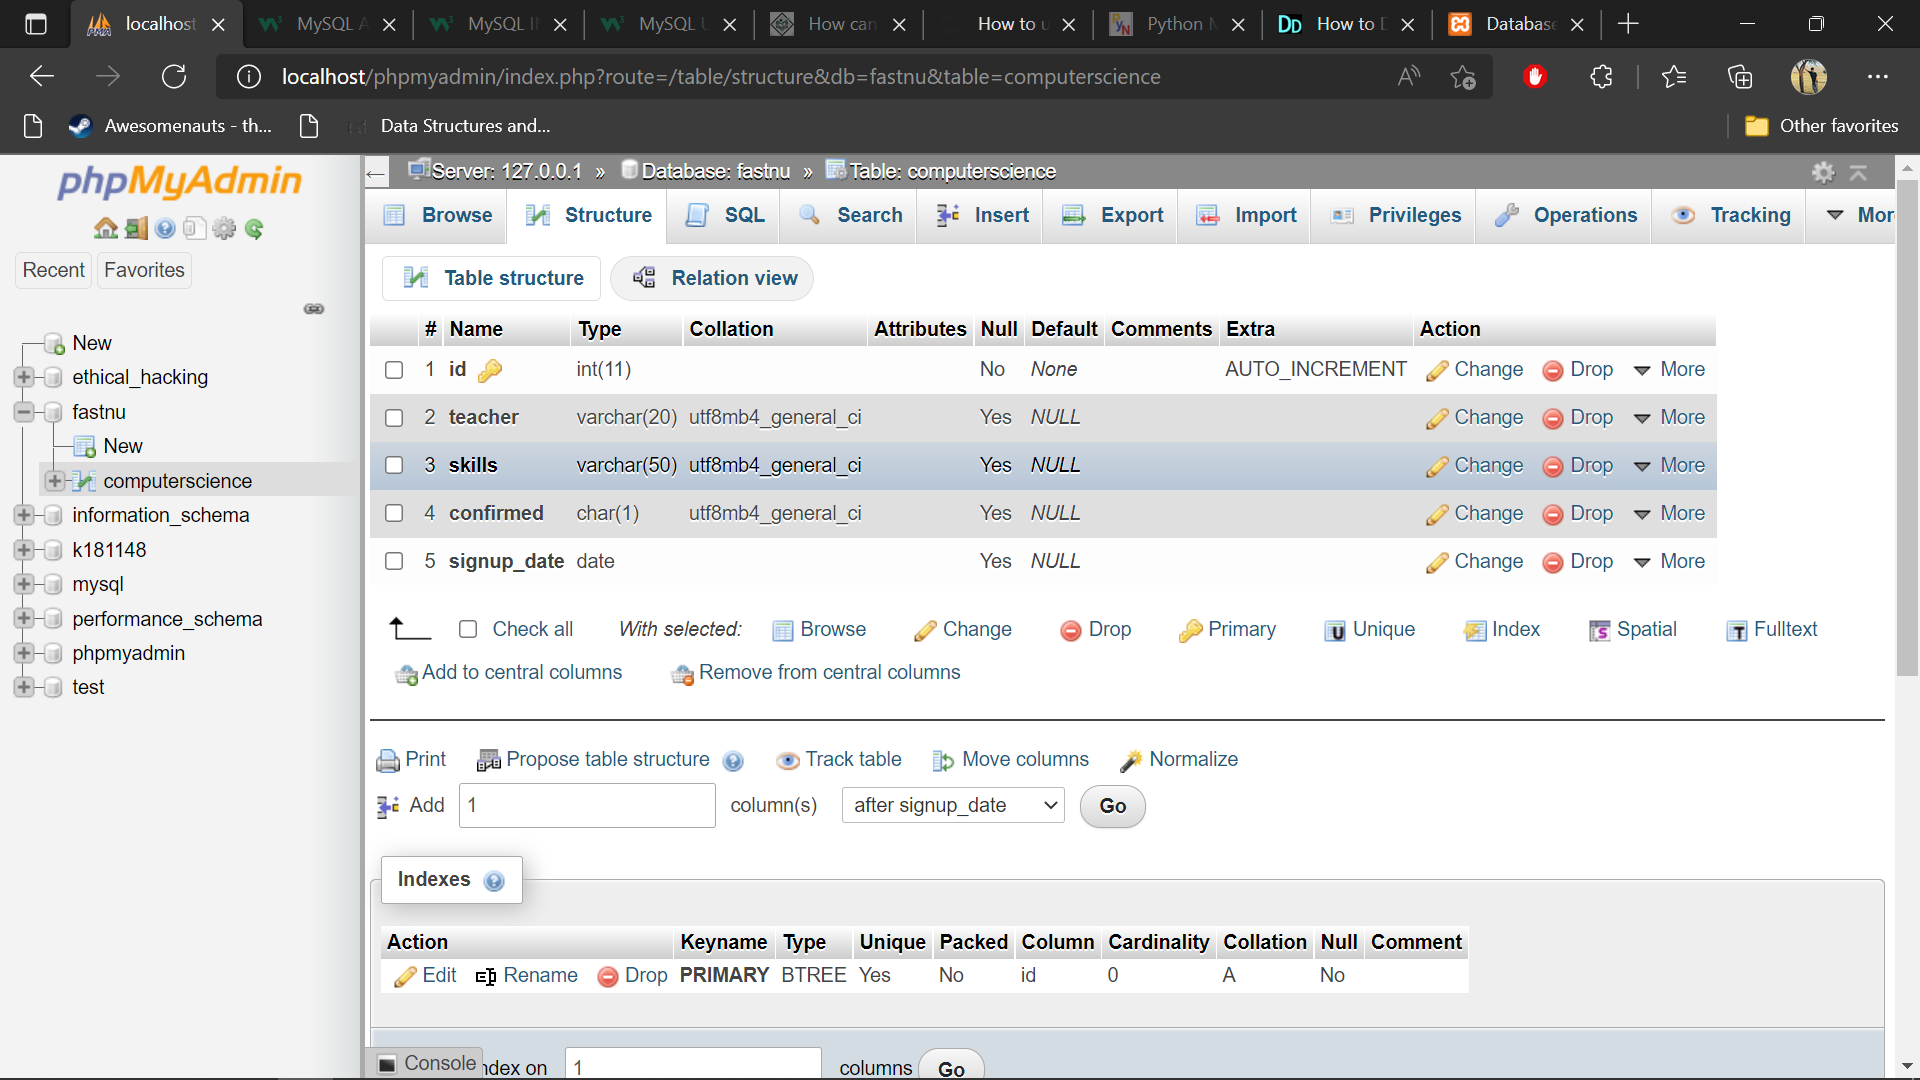 localhost
MySQL A
MySQL I
MySQL U
How can
How to u
Python M
DD How to D
Database
localhost/phpmyadmin/index.php?route=/table/structure&db=fastnu&table=computerscience
Awesomenauts - th...
Data Structures and...
Other favorites
phpMyAdmin
Server: 127.0.0.1 » Database: fastnu » Table: computerscience
Browse Structure SQL Search Insert Export Import Privileges Operations Tracking Mor
Recent Favorites
Table structure Relation view
New
ethical_hacking
fastnu
New
computerscience
information_schema
k181148
mysql
performance_schema
phpmyadmin
test
# Name Type Collation Attributes Null Default Comments Extra Action
1 id int(11) No None AUTO_INCREMENT Change Drop More
2 teacher varchar(20) utf8mb4_general_ci Yes NULL Change Drop More
3 skills varchar(50) utf8mb4_general_ci Yes NULL Change Drop More
4 confirmed char(1) utf8mb4_general_ci Yes NULL Change Drop More
5 signup_date date Yes NULL Change Drop More
Check all With selected: Browse Change Drop Primary Unique Index Spatial Fulltext
Add to central columns Remove from central columns
Print Propose table structure Track table Move columns Normalize
Add 1 column(s) after signup_date Go
Indexes
Action Keyname Type Unique Packed Column Cardinality Collation Null Comment
Edit Rename Drop PRIMARY BTREE Yes No id 0 A No
Console ndex on 1 columns Go